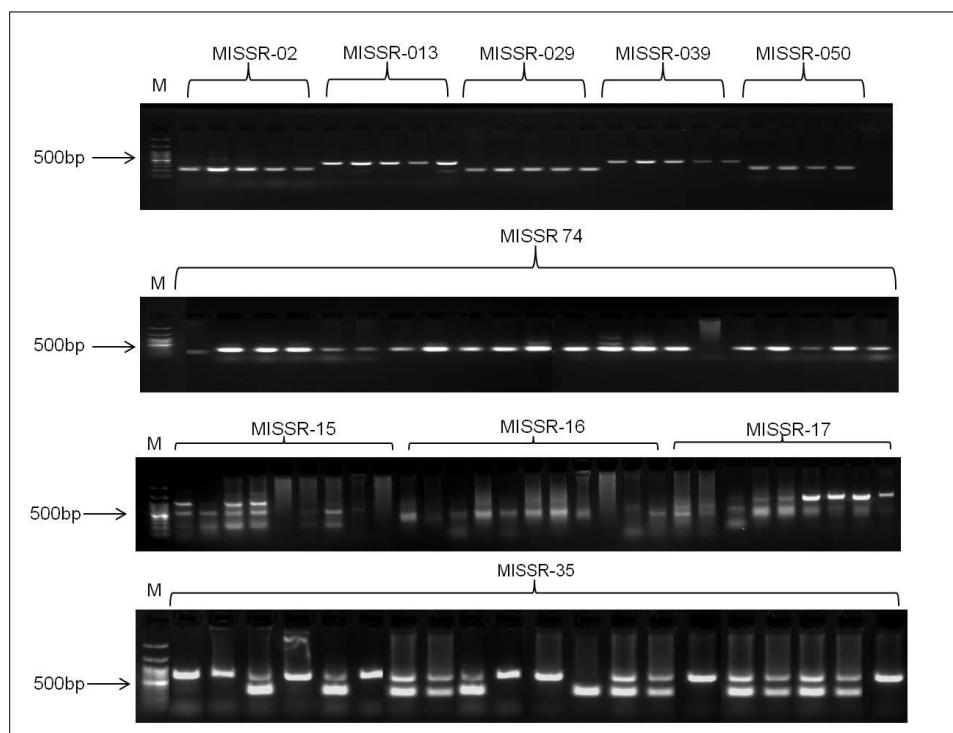 MISSR-02 MISSR-013 MISSR-029 MISSR-039 MISSR-050
M
500bp
MISSR 74
M
500bp
MISSR-15 MISSR-16 MISSR-17
M
500bp
MISSR-35
M
500bp